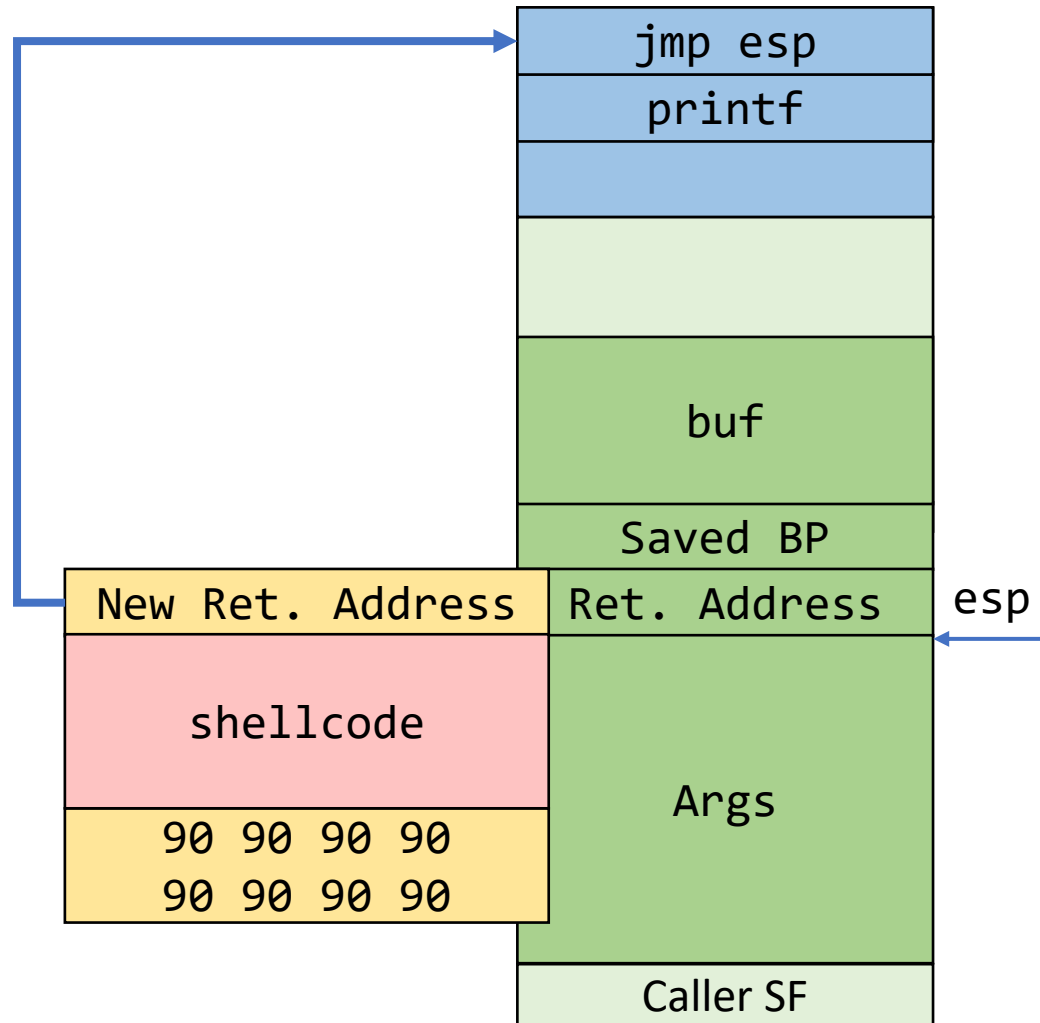 jmp esp
printf
buf
Saved BP
New Ret. Address
Ret. Address
esp
shellcode
Args
90 90 90 90
90 90 90 90
Caller SF